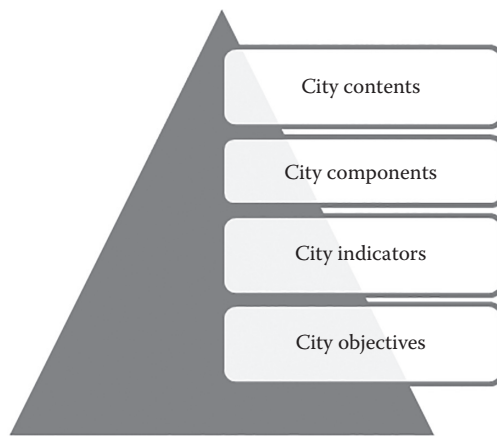 City contents
City components
City indicators
City objectives